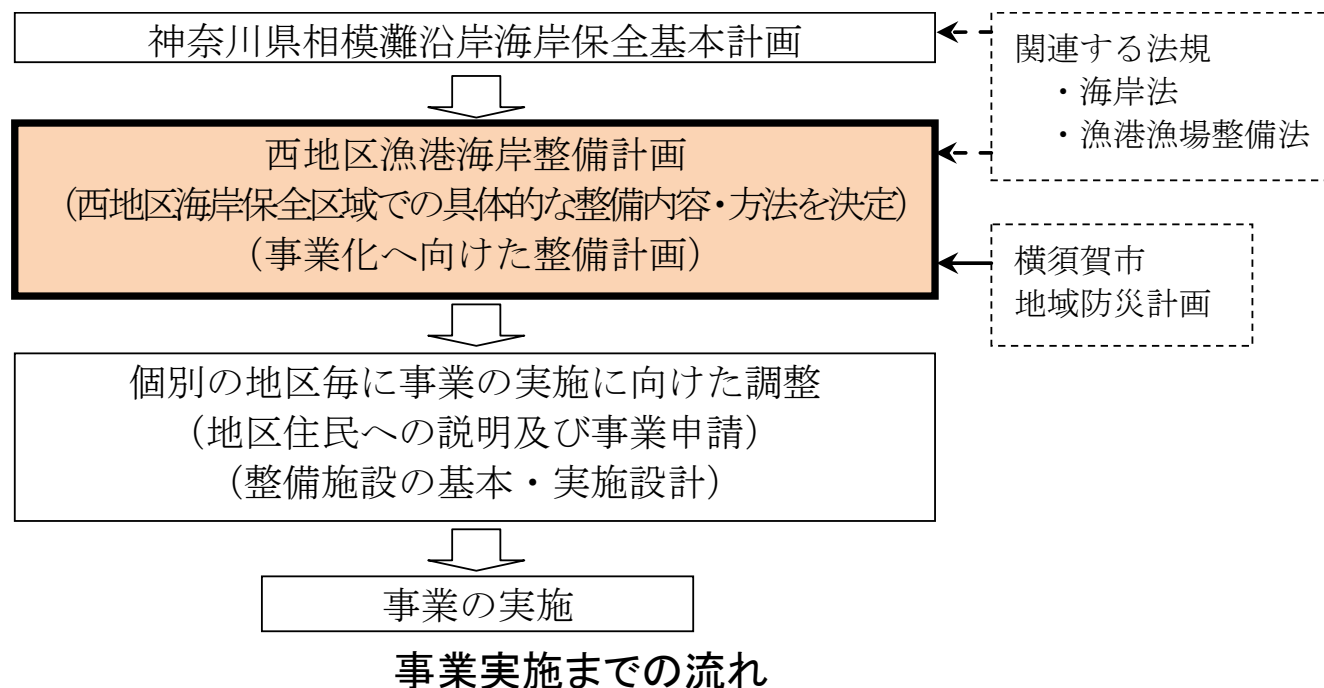 神奈川県相模灘沿岸海岸保全基本計画
関連する法規
・海岸法
・漁港漁場整備法
西地区漁港海岸整備計画
(西地区海岸保全区域での具体的な整備内容・方法を決定)
（事業化へ向けた整備計画）
横須賀市
地域防災計画
個別の地区毎に事業の実施に向けた調整
（地区住民への説明及び事業申請）
（整備施設の基本・実施設計）
事業の実施
事業実施までの流れ